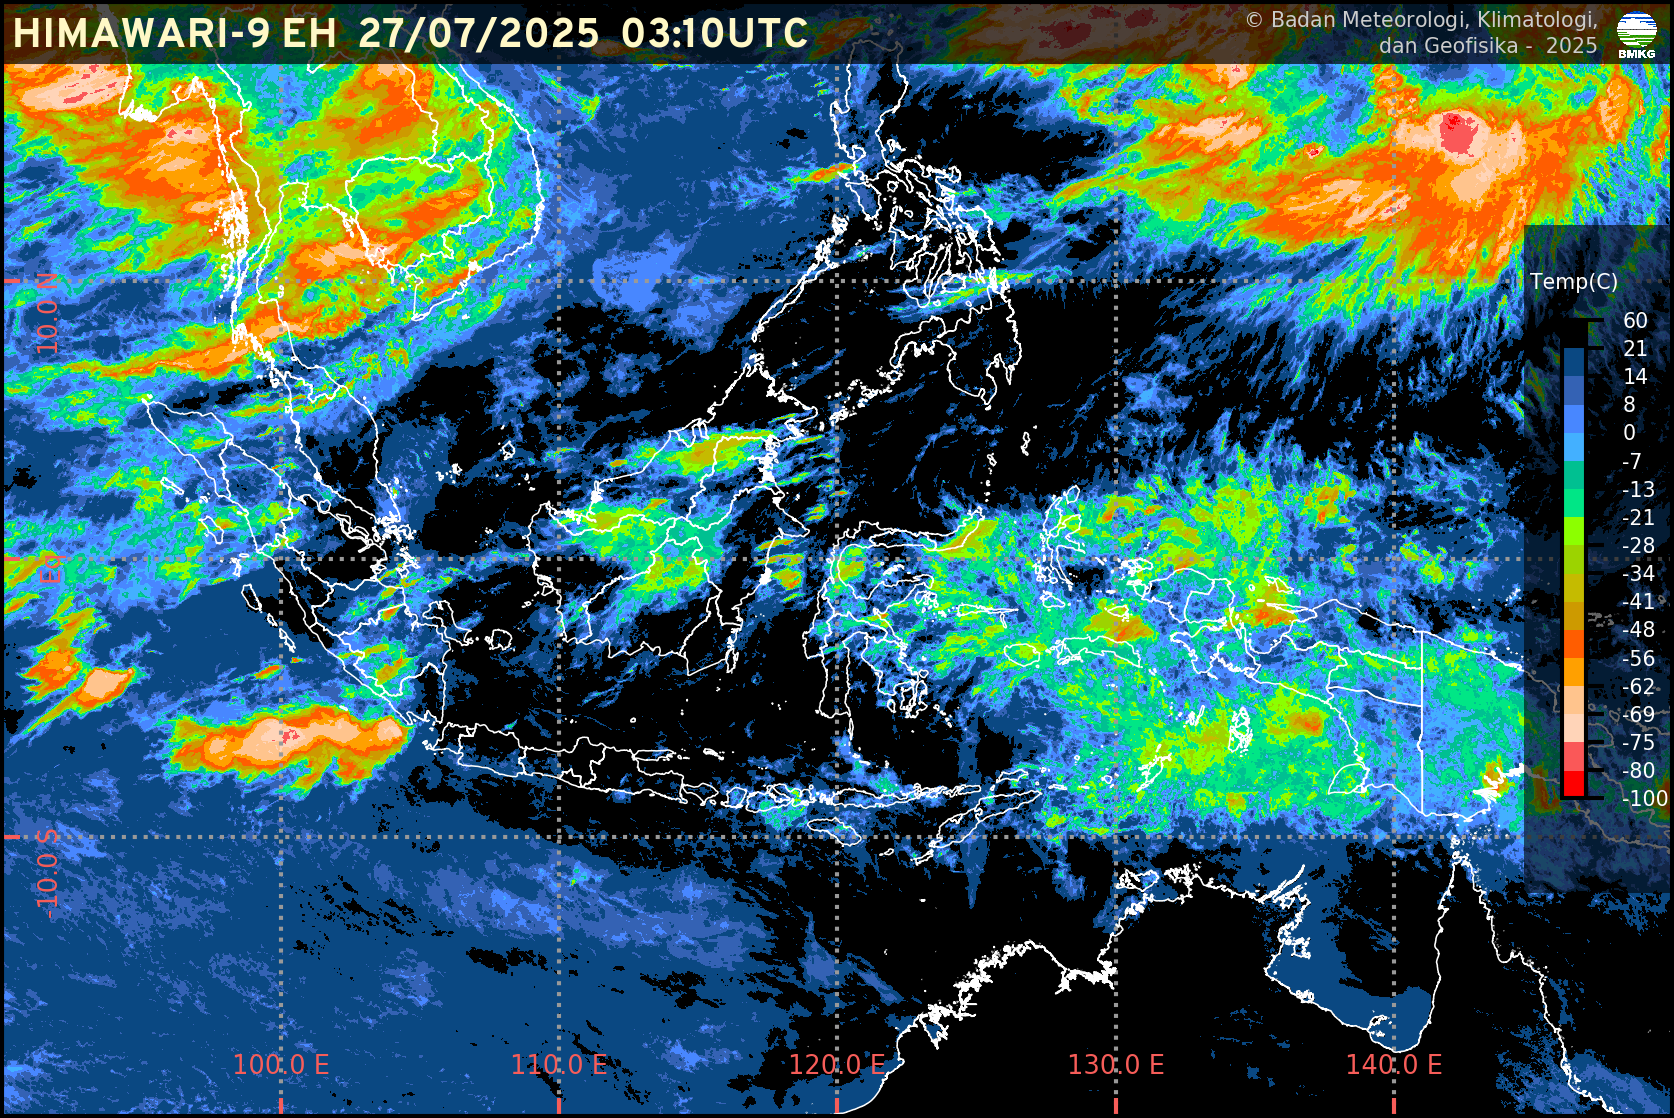 HIMAWARI-9 EH 27/07/2025 03:10UTC
© Badan Meteorologi, Klimatologi,
dan Geofisika - 2025
BMKG
Temp(C)
60
21
14
8
0
-7
-13
-21
-28
-34
-41
-48
-56
-62
-69
-75
-80
-100
10.0 N
Eq
-10.0 S
100.0 E
110.0 E
120.0 E
130.0 E
140.0 E